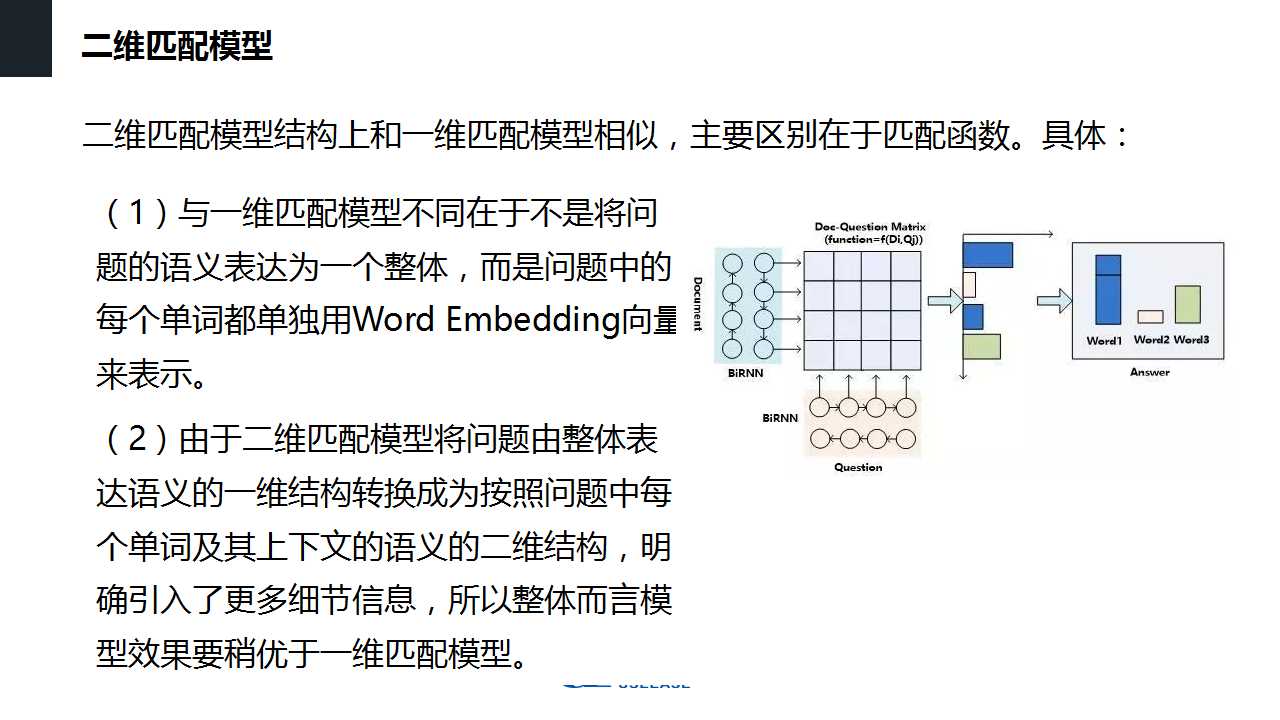 二维匹配模型
二维匹配模型结构上和一维匹配模型相似，主要区别在于匹配函数。具体：
（1）与一维匹配模型不同在于不是将问
题的语义表达为一个整体，而是问题中的
每个单词都单独用Word Embedding向量
来表示。
（2）由于二维匹配模型将问题由整体表
达语义的一维结构转换成为按照问题中每
个单词及其上下文的语义的二维结构，明
确引入了更多细节信息，所以整体而言模
型效果要稍优于一维匹配模型。
Doc-Question Matrix
(function=f(Di,Qj))
Document
BiRNN
BiRNN
Question
Word1 Word2 Word3
Answer